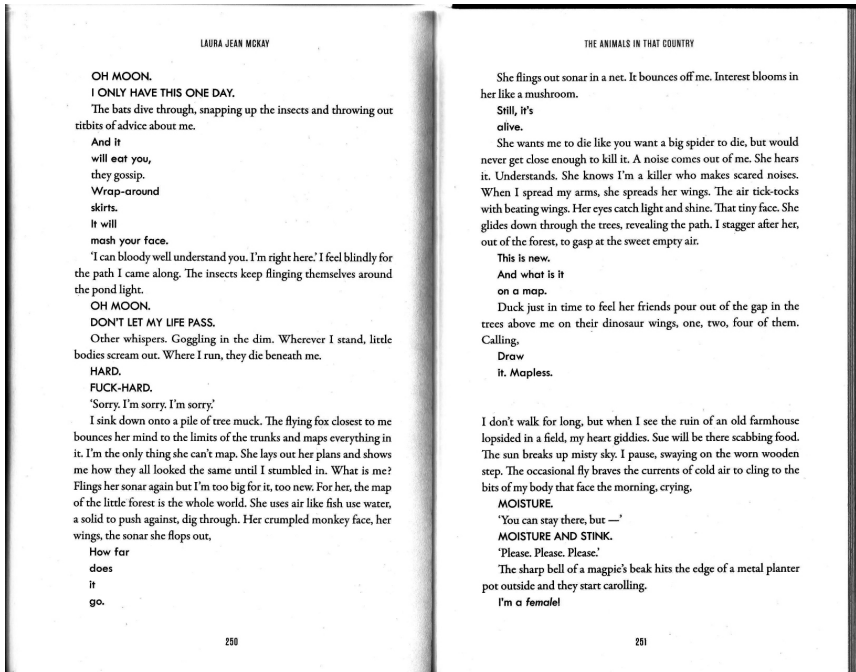 LAURA JEAN MCKAY
OH MOON.
I ONLY HAVE THIS ONE DAY.
The bats dive through, snapping up the insects and throwing out
titbits of advice about me.
And it
will eat you,
they gossip.
Wrap-around
skirts.
It will
mash your face.
‘I can bloody well understand you. I’m right here.’ I feel blindly for
the path I came along. The insects keep flinging themselves around
the pond light.
OH MOON.
DON’T LET MY LIFE PASS.
Other whispers. Goggling in the dim. Wherever I stand, little
bodies scream out. Where I run, they die beneath me.
HARD.
FUCK-HARD.
‘Sorry. I’m sorry. I’m sorry.’
I sink down onto a pile of tree muck. The flying fox closest to me
bounces her mind to the limits of the trunks and maps everything in
it. I’m the only thing she can’t map. She lays out her plans and shows
me how they all looked the same until I stumbled in. What is me?
Flings her sonar again but I’m too big for it, too new. For her, the map
of the little forest is the whole world. She uses air like fish use water,
a solid to push against, dig through. Her crumpled monkey face, her
wings, the sonar she flops out,
How far
does
it
go.
250
THE ANIMALS IN THAT COUNTRY
She flings out sonar in a net. It bounces off me. Interest blooms in
her like a mushroom.
Still, it’s
alive.
She wants me to die like you want a big spider to die, but would
never get close enough to kill it. A noise comes out of me. She hears
it. Understands. She knows I’m a killer who makes scared noises.
When I spread my arms, she spreads her wings. The air tick-tocks
with beating wings. Her eyes catch light and shine. That tiny face. She
glides down through the trees, revealing the path. I stagger after her,
out of the forest, to gasp at the sweet empty air.
This is new.
And what is it
on a map.
Duck just in time to feel her friends pour out of the gap in the
trees above me on their dinosaur wings, one, two, four of them.
Calling,
Draw
it. Mapless.
I don’t walk for long, but when I see the ruin of an old farmhouse
lopsided in a field, my heart giddies. Sue will be there scabbing food.
The sun breaks up misty sky. I pause, swaying on the worn wooden
step. The occasional fly braves the currents of cold air to cling to the
bits of my body that face the morning, crying,
MOISTURE.
‘You can stay there, but —’
MOISTURE AND STINK.
‘Please. Please. Please.’
The sharp bell of a magpie’s beak hits the edge of a metal planter
pot outside and they start carolling.
I’m a female!
251